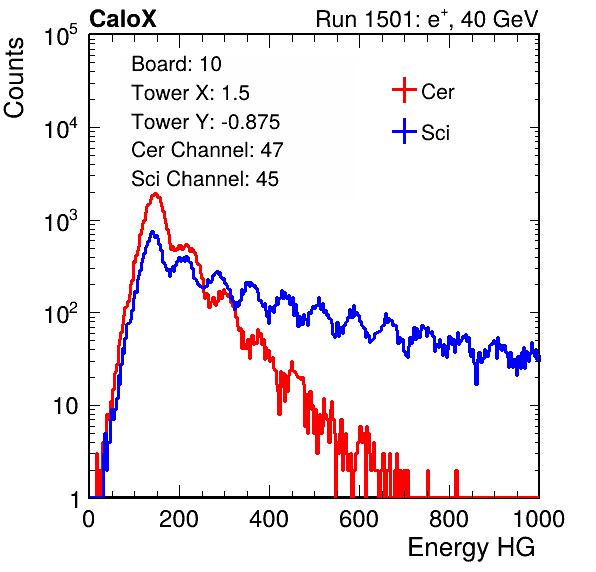 CaloX Run 1501: e⁺, 40 GeV
Counts
10⁵
10⁴
10³
10²
10
1
Board: 10
Tower X: 1.5
Tower Y: -0.875
Cer Channel: 47
Sci Channel: 45
Cer
Sci
0 200 400 600 800 1000
Energy HG